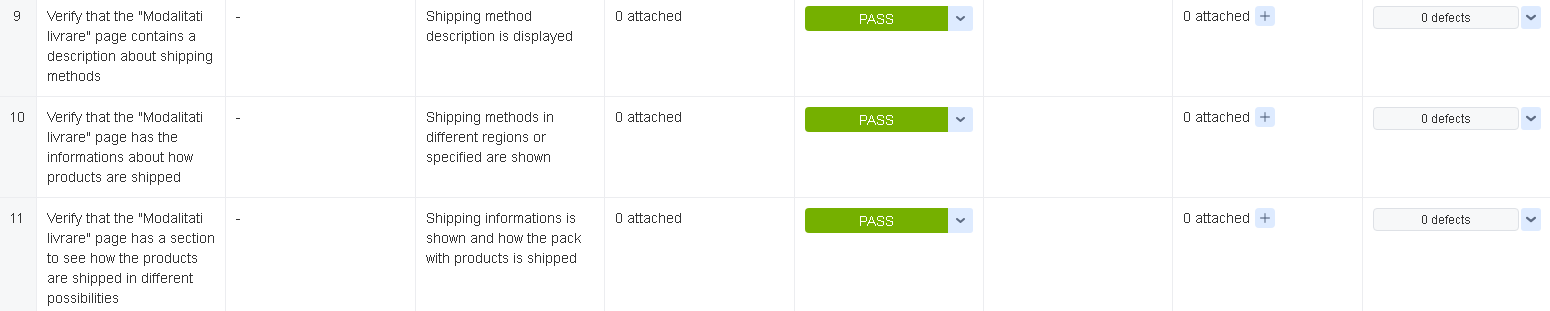 9
Verify that the "Modalitati
livrare" page contains a
description about shipping
methods
-
Shipping method
description is displayed
0 attached
PASS
0 attached +
0 defects
10
Verify that the "Modalitati
livrare" page has the
informations about how
products are shipped
-
Shipping methods in
different regions or
specified are shown
0 attached
PASS
0 attached +
0 defects
11
Verify that the "Modalitati
livrare" page has a section
to see how the products
are shipped in different
possibilities
-
Shipping informations is
shown and how the pack
with products is shipped
0 attached
PASS
0 attached +
0 defects